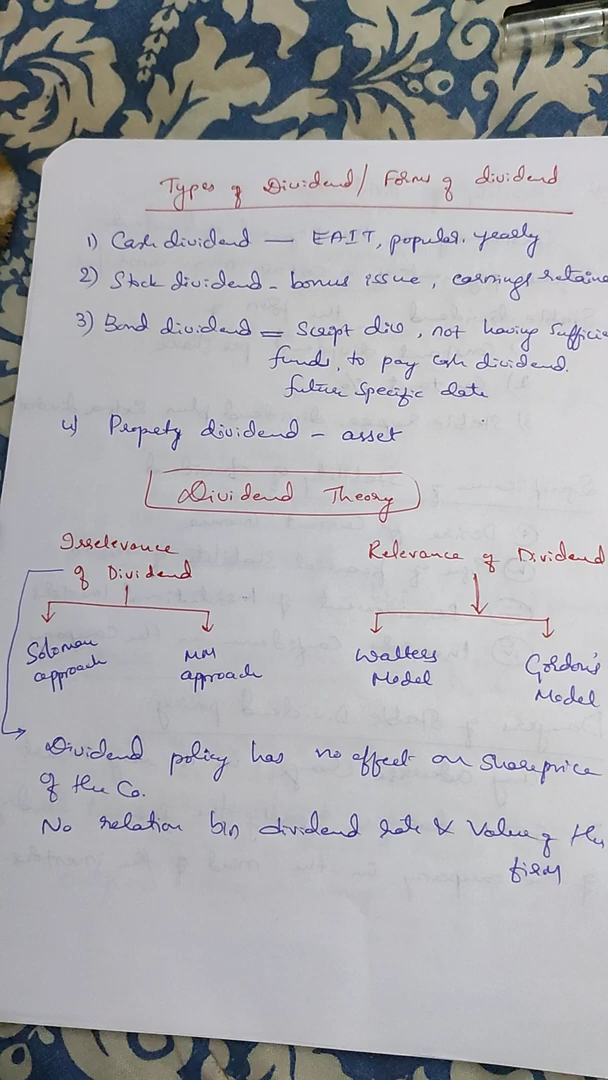 Types of Dividend/ Forms of dividend
1) Cash dividend — EAIT, popular, yearly
2) Stock dividend - bonus issue, earnings retaine
3) Bond dividend = Script div, not having suffici
funds, to pay cash dividend.
future specific date
4) Property dividend - asset
Dividend Theory
Irrelevance of Dividend
Relevance of Dividend
Soloman approach
MM approach
Walters Model
Gordon's Model
Dividend policy has no effect on share price
of the Co.
No relation b/n dividend rate & Value of the
firm